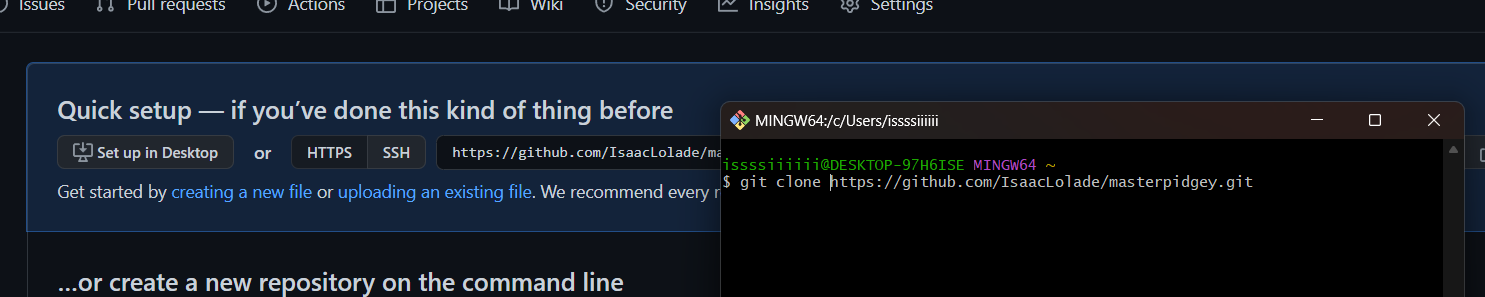 Issues Pull requests Actions Projects Wiki Security Insights Settings
Quick setup — if you’ve done this kind of thing before
Set up in Desktop or HTTPS SSH https://github.com/IsaacLolade/ma
Get started by creating a new file or uploading an existing file. We recommend every
…or create a new repository on the command line
MINGW64:/c/Users/issssiiiiii
issssiiiiii@DESKTOP-97H6ISE MINGW64 ~
$ git clone https://github.com/IsaacLolade/masterpidgey.git